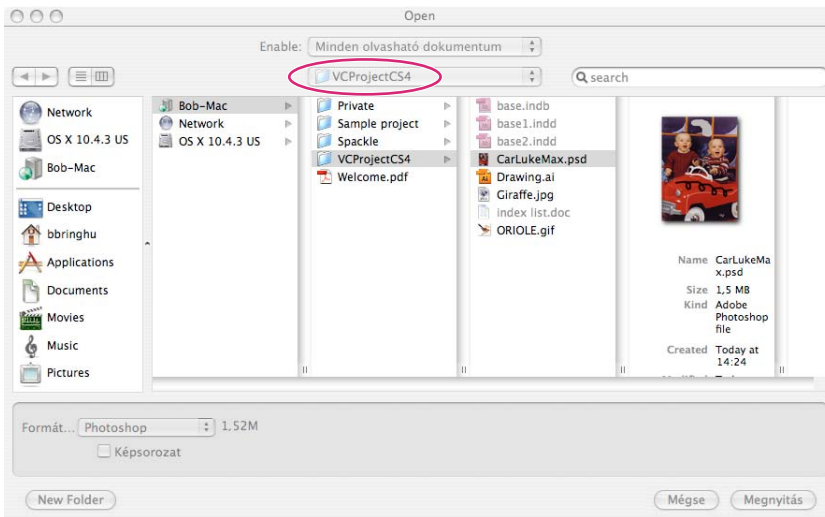 Open
Enable: Minden olvasható dokumentum
VCProjectCS4
search
Network
OS X 10.4.3 US
Bob-Mac
Desktop
bbringhu
Applications
Documents
Movies
Music
Pictures
Bob-Mac
Network
OS X 10.4.3 US
Private
Sample project
Spackle
VCProjectCS4
Welcome.pdf
base.indb
base1.indd
base2.indd
CarLukeMax.psd
Drawing.ai
Giraffe.jpg
index list.doc
ORIOLE.gif
Name CarLukeMa
x.psd
Size 1,5 MB
Kind Adobe
Photoshop
file
Created Today at
14:24
Formát... Photoshop 1,52M
Képsorozat
New Folder
Mégse
Megnyitás